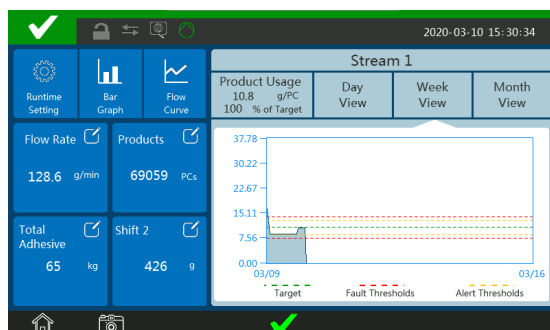 2020-03-10 15:30:34
Runtime
Setting
Bar
Graph
Flow
Curve
Stream 1
Product Usage
10.8 g/PC
100 % of Target
Day
View
Week
View
Month
View
Flow Rate
128.6 g/min
Products
69059 PCs
Total
Adhesive
65 kg
Shift 2
426 g
37.78
30.22
22.67
15.11
7.56
0.00
03/09
03/16
Target
Fault Thresholds
Alert Thresholds